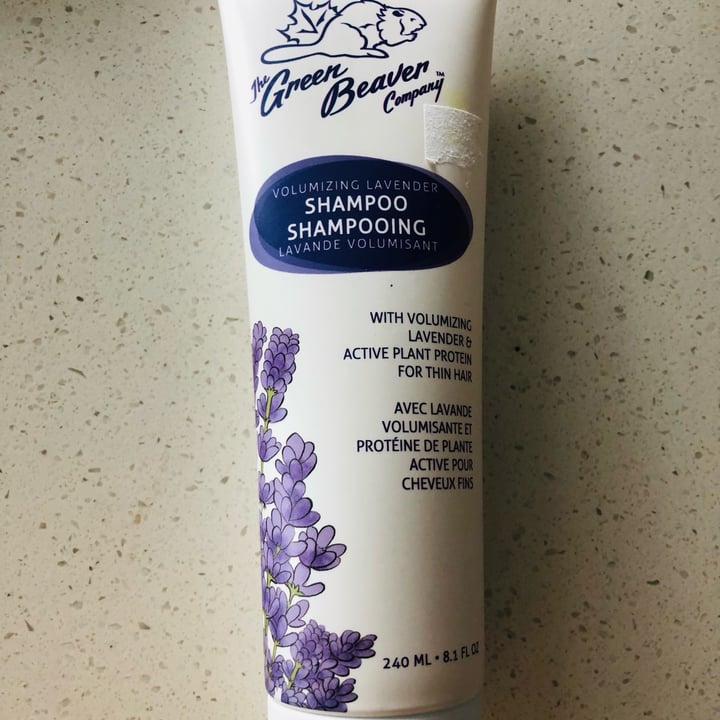 The Green Beaver Company™
VOLUMIZING LAVENDER
SHAMPOO
SHAMPOOING
LAVANDE VOLUMISANT
WITH VOLUMIZING
LAVENDER &
ACTIVE PLANT PROTEIN
FOR THIN HAIR
AVEC LAVANDE
VOLUMISANTE ET
PROTÉINE DE PLANTE
ACTIVE POUR
CHEVEUX FINS
240 ML • 8.1 FL OZ